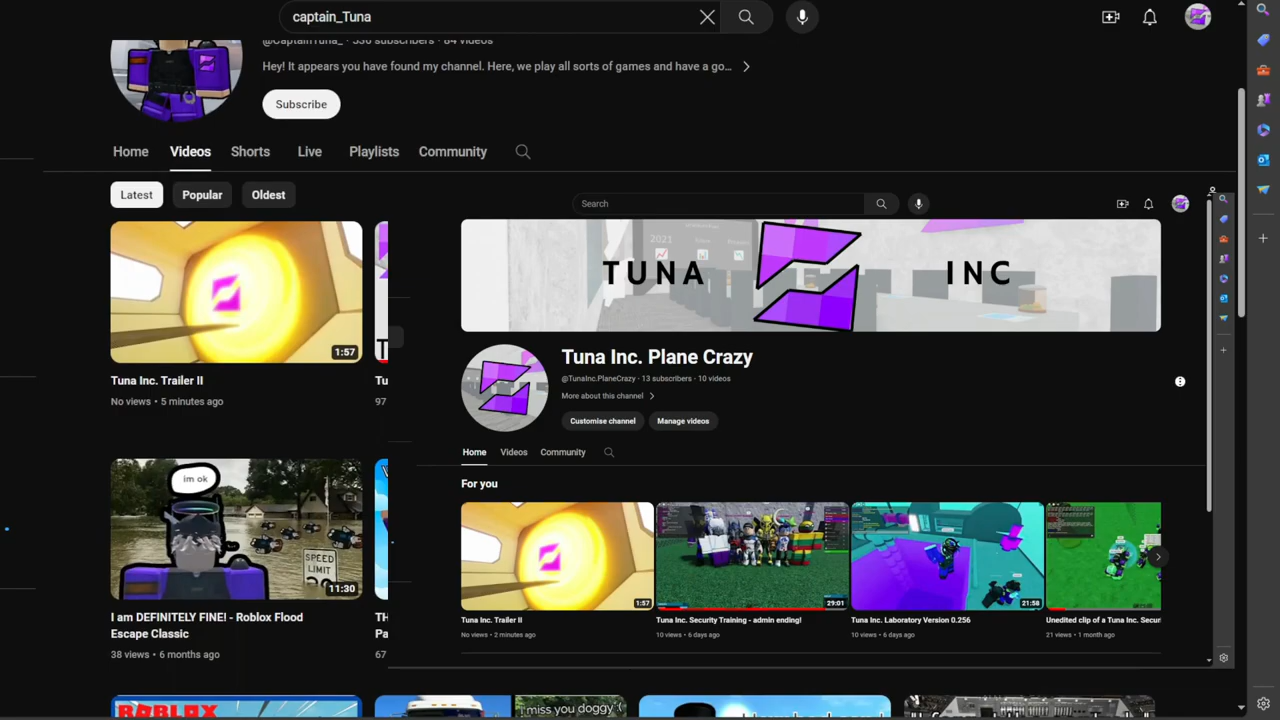 captain_Tuna
@CaptainTuna_ · 536 subscribers · 84 videos
Hey! It appears you have found my channel. Here, we play all sorts of games and have a go...
Subscribe
Home Videos Shorts Live Playlists Community
Latest Popular Oldest
1:57
Tuna Inc. Trailer II
No views • 5 minutes ago
Tu
97
im ok
SPEED
LIMIT
11:30
I am DEFINITELY FINE! - Roblox Flood
Escape Classic
38 views • 6 months ago
TH
Pa
387
ROBLOX
i miss you doggy
Search
2021
TUNA INC
Tuna Inc. Plane Crazy
@TunaInc.PlaneCrazy · 13 subscribers · 10 videos
More about this channel
Customise channel Manage videos
Home Videos Community
For you
1:57
29:01
21:58
Tuna Inc. Trailer II
No views • 2 minutes ago
Tuna Inc. Security Training - admin ending!
10 views • 6 days ago
Tuna Inc. Laboratory Version 0.256
10 views • 6 days ago
Unedited clip of a Tuna Inc. Secur
21 views • 1 month ago